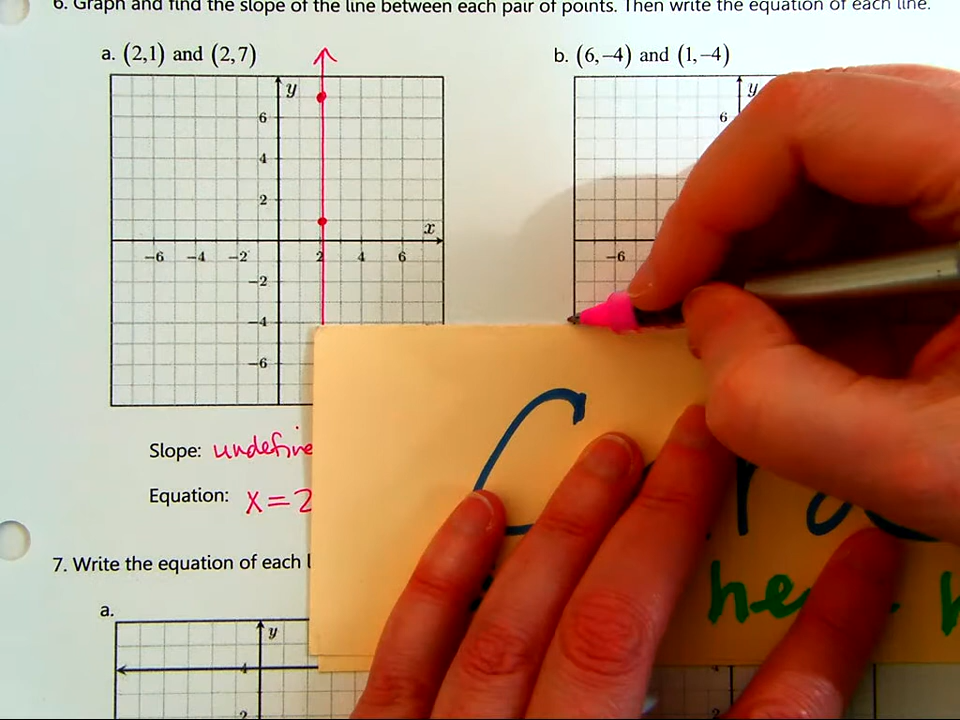 6. Graph and find the slope of the line between each pair of points. Then write the equation of each line.
a. (2,1) and (2,7)
b. (6,−4) and (1,−4)
y
6
4
2
x
−6 −4 −2 2 4 6
−2
−4
−6
y
6
−6
Slope: undefine
Equation: x = 2
he
7. Write the equation of each l
a.
y
4
2
4
2